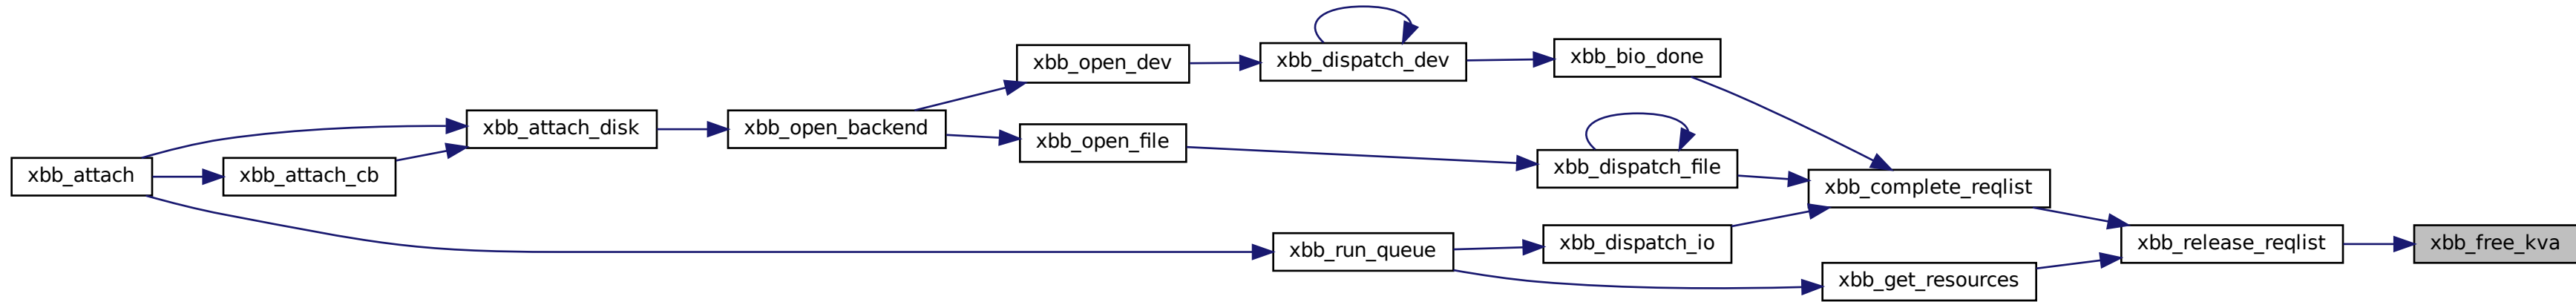 xbb_attach
xbb_attach_cb
xbb_attach_disk
xbb_open_backend
xbb_open_dev
xbb_open_file
xbb_dispatch_dev
xbb_run_queue
xbb_bio_done
xbb_dispatch_file
xbb_dispatch_io
xbb_complete_reqlist
xbb_get_resources
xbb_release_reqlist
xbb_free_kva